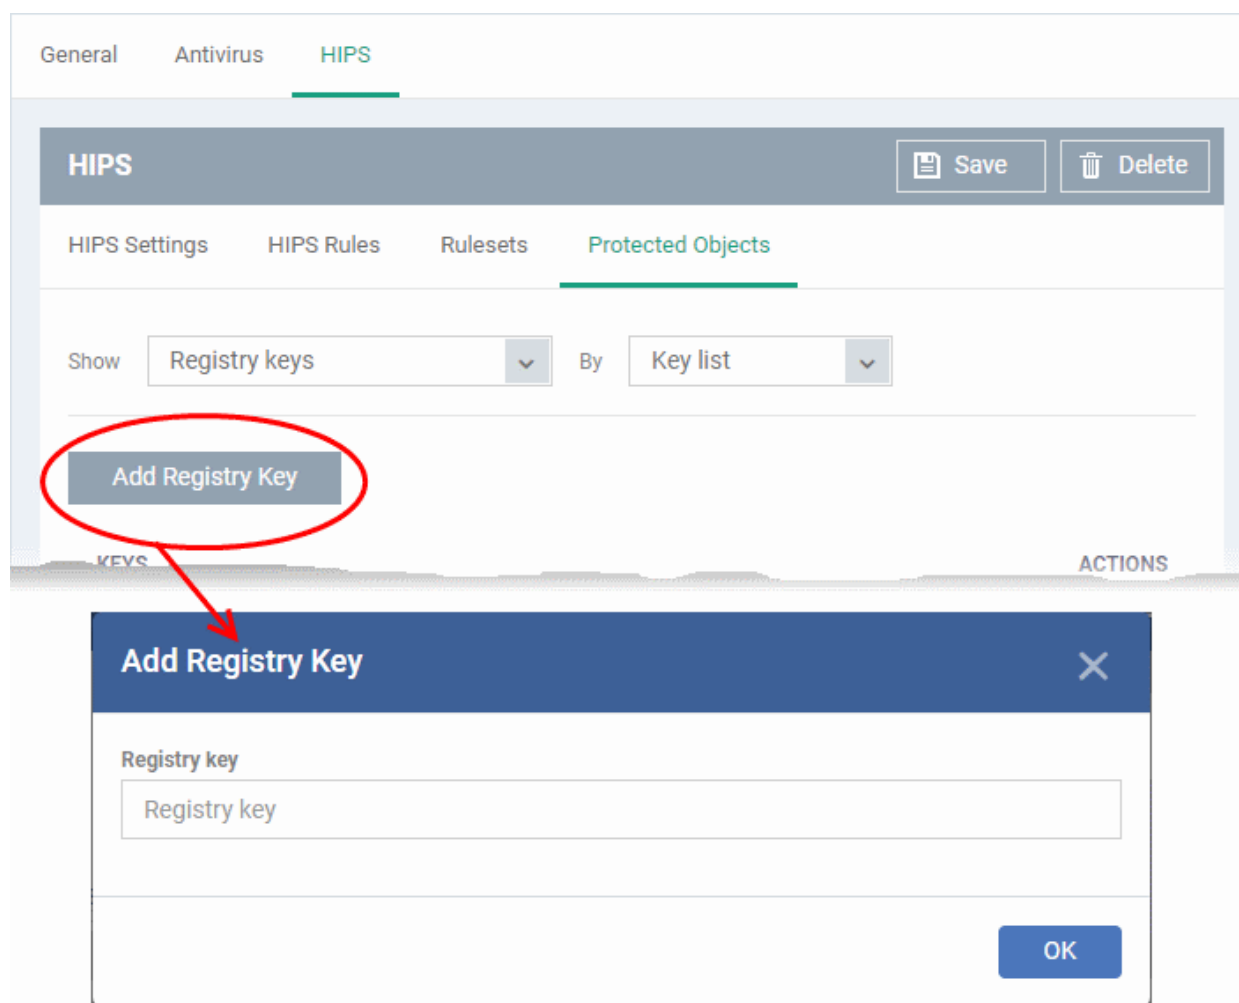 General Antivirus HIPS
HIPS Save Delete
HIPS Settings HIPS Rules Rulesets Protected Objects
Show Registry keys By Key list
Add Registry Key
KEYS ACTIONS
Add Registry Key
Registry key
Registry key
OK